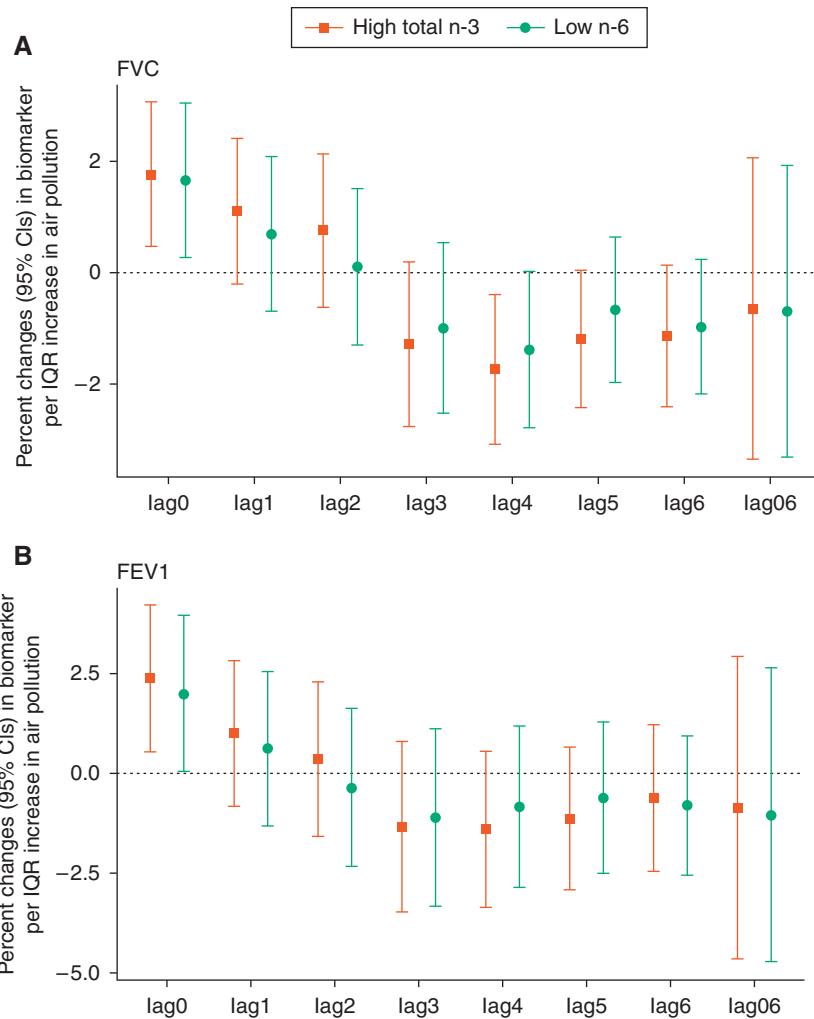 High total n-3 Low n-6
A
FVC
Percent changes (95% CIs) in biomarker
per IQR increase in air pollution
2
0
−2
lag0 lag1 lag2 lag3 lag4 lag5 lag6 lag06
B
FEV1
Percent changes (95% CIs) in biomarker
per IQR increase in air pollution
2.5
0.0
−2.5
−5.0
lag0 lag1 lag2 lag3 lag4 lag5 lag6 lag06